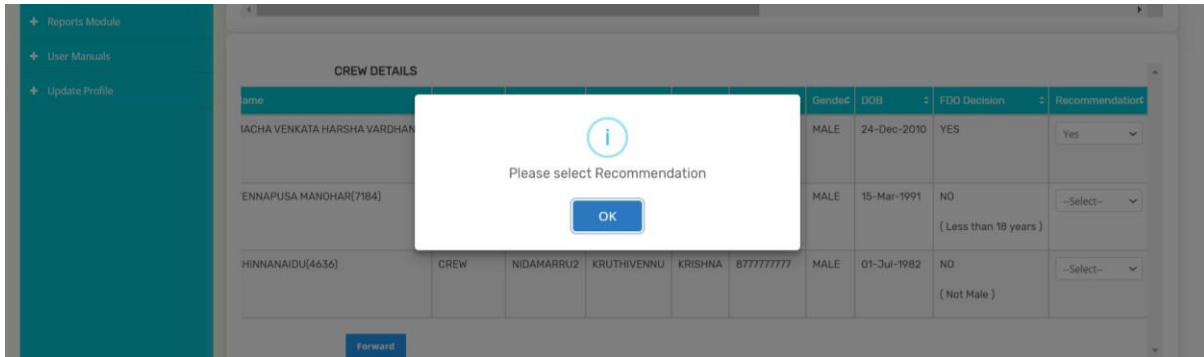 Reports Module
User Manuals
Update Profile
CREW DETAILS
ame Gender DOB FDO Decision Recommendation
IACHA VENKATA HARSHA VARDHAN MALE 24-Dec-2010 YES Yes
ENNAPUSA MANOHAR(7184) MALE 15-Mar-1991 NO --Select--
( Less than 18 years )
HINNANAIDU(4636) CREW NIDAMARRU2 KRUTHIVENNU KRISHNA 8777777777 MALE 01-Jul-1982 NO --Select--
( Not Male )
i
Please select Recommendation
OK
Forward